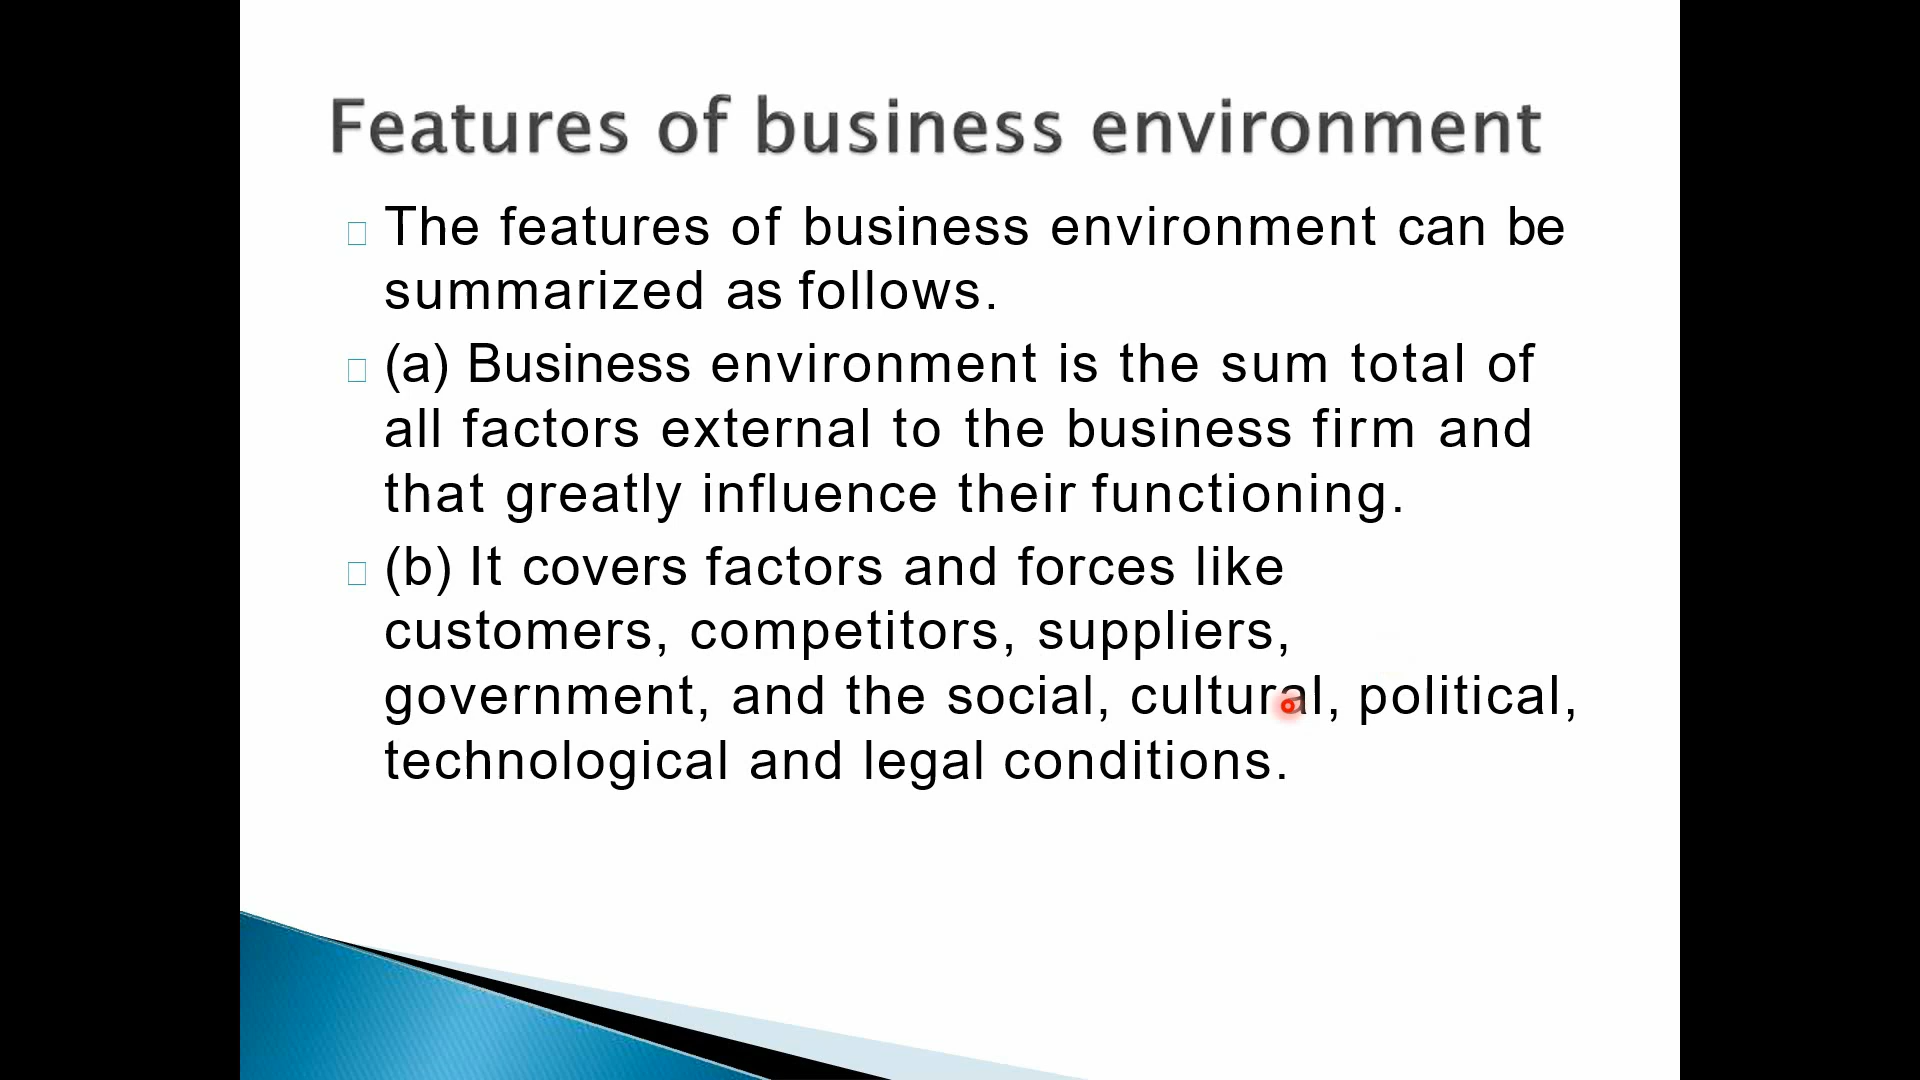 Features of business environment
The features of business environment can be
summarized as follows.
(a) Business environment is the sum total of
all factors external to the business firm and
that greatly influence their functioning.
(b) It covers factors and forces like
customers, competitors, suppliers,
government, and the social, cultural, political,
technological and legal conditions.